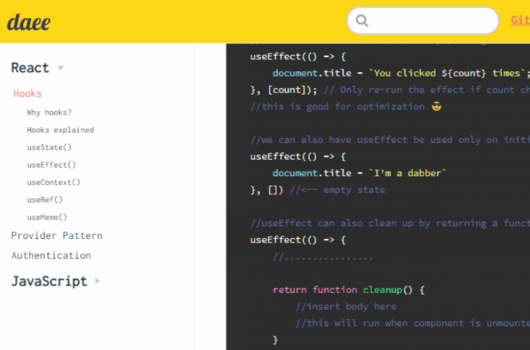 daee
Git
React
Hooks
Why hooks?
Hooks explained
useState()
useEffect()
useContext()
useRef()
useMemo()
Provider Pattern
Authentication
JavaScript
useEffect(() => {
document.title = `You clicked ${count} times`;
}, [count]); // Only re-run the effect if count ch
//this is good for optimization 😎
//we can also have useEffect be used only on initi
useEffect(() => {
document.title = `I'm a dabber`
}, []) //<-- empty state
//useEffect can also clean up by returning a funct
useEffect(() => {
//................
return function cleanup() {
//insert body here
//this will run when component is unmounte
}